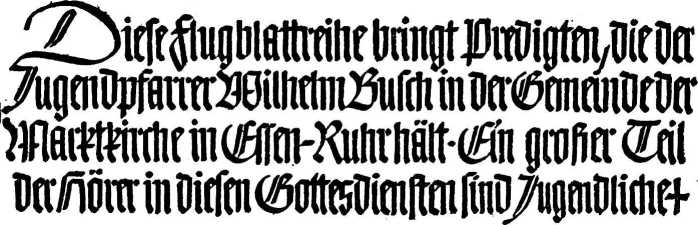 Diese Flugblattreihe bringt Predigten, die der
Jugendpfarrer Wilhelm Busch in der Gemeinde der
Marktkirche in Essen-Ruhr hält. Ein großer Teil
der Hörer in diesen Gottesdiensten sind Jugendliche+